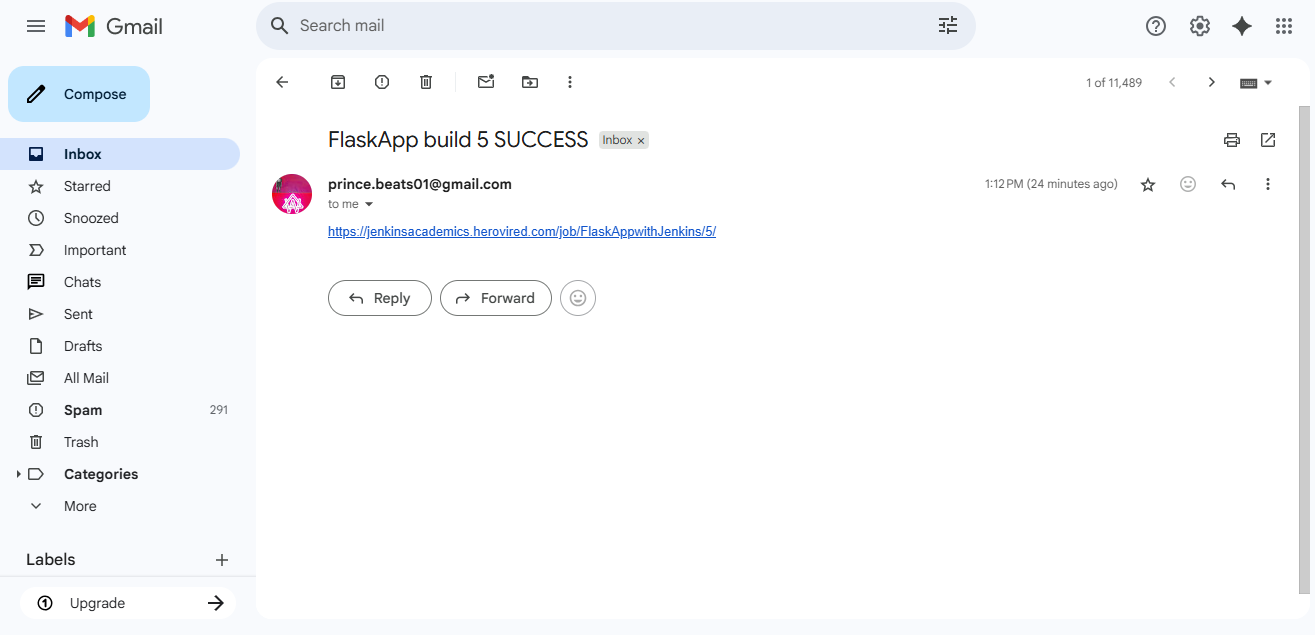 Gmail
Search mail
Compose
1 of 11,489
Inbox
Starred
Snoozed
Important
Chats
Sent
Drafts
All Mail
Spam 291
Trash
Categories
More
Labels
1 Upgrade
FlaskApp build 5 SUCCESS Inbox ×
prince.beats01@gmail.com 1:12 PM (24 minutes ago)
to me
https://jenkinsacademics.herovired.com/job/FlaskAppwithJenkins/5/
Reply Forward